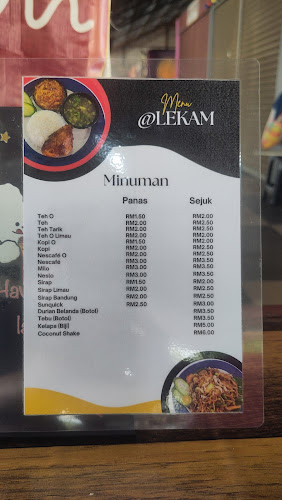 Menu
@LEKAM
Minuman
Panas Sejuk
Teh O RM1.50 RM2.00
Teh RM2.00 RM2.50
Teh Tarik RM2.00 RM2.50
Teh O Limau RM2.00 RM2.50
Kopi O RM1.50 RM2.00
Kopi RM2.00 RM2.50
Nescafé O RM2.00 RM2.50
Nescafé RM3.00 RM3.50
Milo RM3.00 RM3.50
Neslo RM3.00 RM3.50
Sirap RM1.50 RM2.00
Sirap Limau RM2.00 RM2.50
Sirap Bandung RM2.00 RM2.50
Sunquick RM2.50 RM3.00
Durian Belanda (Botol) RM3.50
Tebu (Botol) RM3.50
Kelapa (Biji) RM5.00
Coconut Shake RM6.00